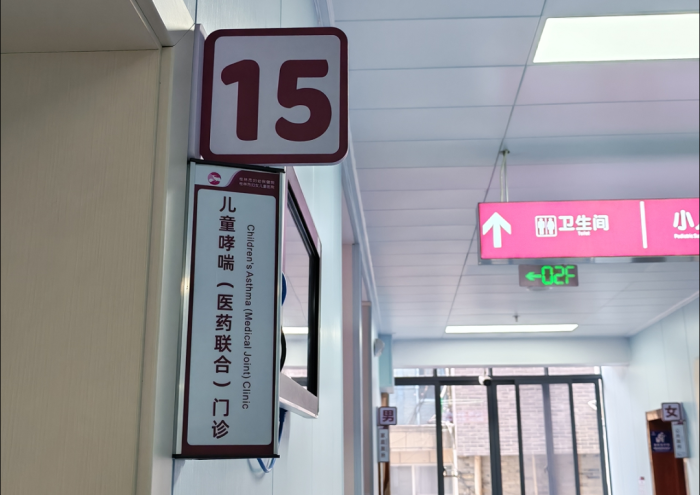 15
儿童哮喘（医药联合）门诊
Children's Asthma (Medical Joint) Clinic
卫生间
Toilet
小
02F
男
女